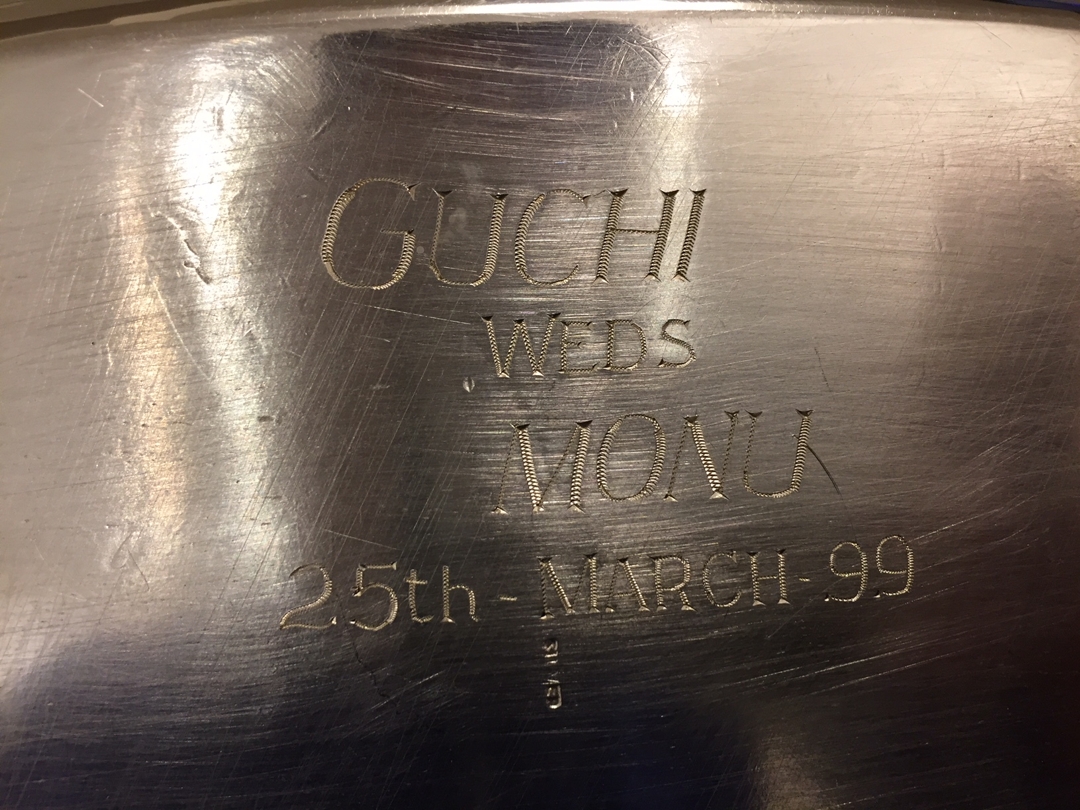 GUCHI
WEDS
MONU
25th - MARCH - 99